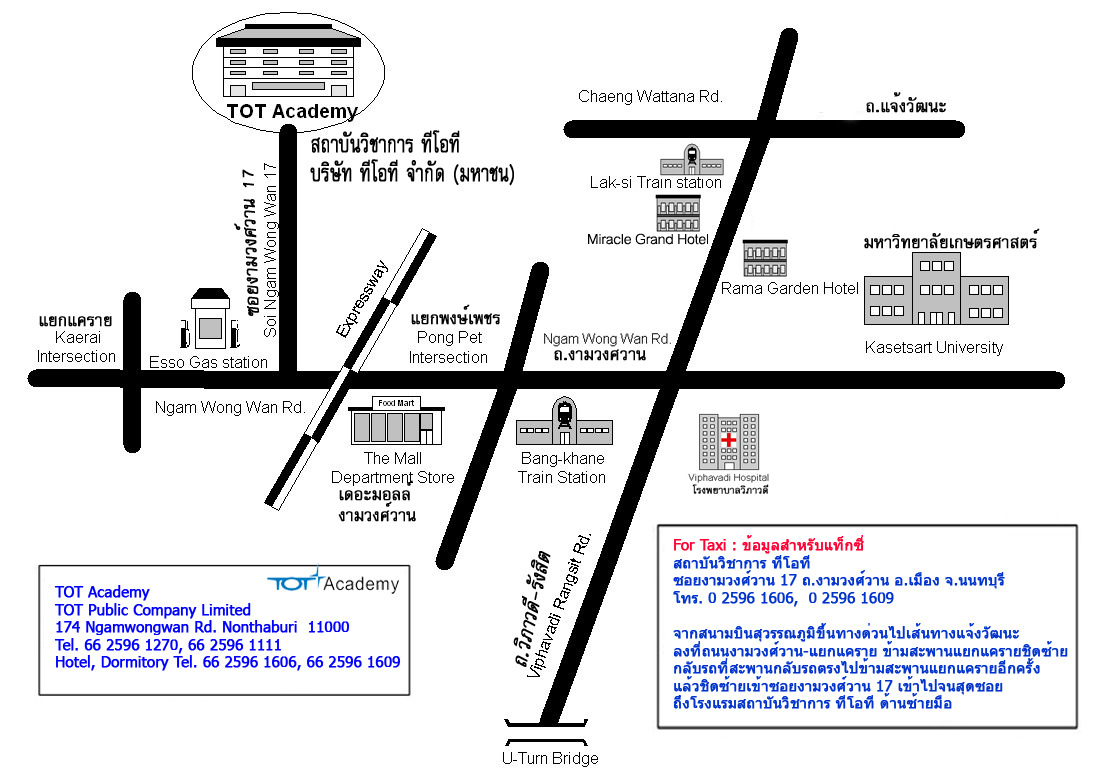 TOT Academy
สถาบันวิชาการ ทีโอที
บริษัท ทีโอที จำกัด (มหาชน)
ซอยงามวงศ์วาน 17
Soi Ngam Wong Wan 17
Chaeng Wattana Rd.
ถ.แจ้งวัฒนะ
Lak-si Train station
Miracle Grand Hotel
Rama Garden Hotel
มหาวิทยาลัยเกษตรศาสตร์
Kasetsart University
แยกแคราย
Kaerai
Intersection
Esso Gas station
Expressway
แยกพงษ์เพชร
Pong Pet
Intersection
Ngam Wong Wan Rd.
ถ.งามวงศ์วาน
Ngam Wong Wan Rd.
Food Mart
The Mall
Department Store
เดอะมอลล์
งามวงศ์วาน
Bang-khane
Train Station
Viphavadi Hospital
โรงพยาบาลวิภาวดี
ถ.วิภาวดี-รังสิต
Viphavadi Rangsit Rd.
U-Turn Bridge
TOT Academy
TOT Academy
TOT Public Company Limited
174 Ngamwongwan Rd. Nonthaburi 11000
Tel. 66 2596 1270, 66 2596 1111
Hotel, Dormitory Tel. 66 2596 1606, 66 2596 1609
For Taxi : ข้อมูลสำหรับแท็กซี่
สถาบันวิชาการ ทีโอที
ซอยงามวงศ์วาน 17 ถ.งามวงศ์วาน อ.เมือง จ.นนทบุรี
โทร. 0 2596 1606, 0 2596 1609
จากสนามบินสุวรรณภูมิขึ้นทางด่วนไปเส้นทางแจ้งวัฒนะ
ลงที่ถนนงามวงศ์วาน-แยกแคราย ข้ามสะพานแยกแครายชิดซ้าย
กลับรถที่สะพานกลับรถตรงไปข้ามสะพานแยกแครายอีกครั้ง
แล้วชิดซ้ายเข้าซอยงามวงศ์วาน 17 เข้าไปจนสุดซอย
ถึงโรงแรมสถาบันวิชาการ ทีโอที ด้านซ้ายมือ